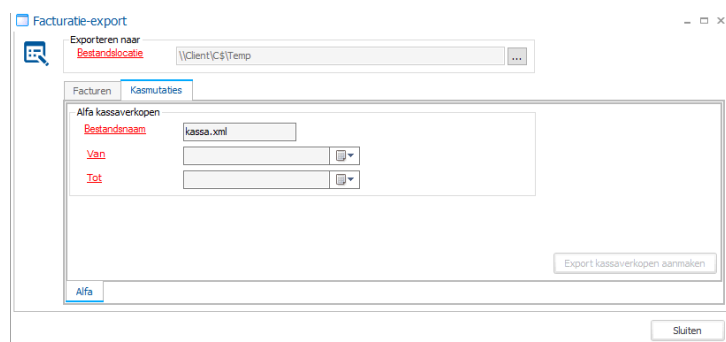 Facturatie-export
Exporteren naar
Bestandslocatie \\Client\C$\Temp ...
Facturen Kasmutaties
Alfa kassaverkopen
Bestandsnaam kassa.xml
Van
Tot
Export kassaverkopen aanmaken
Alfa
Sluiten